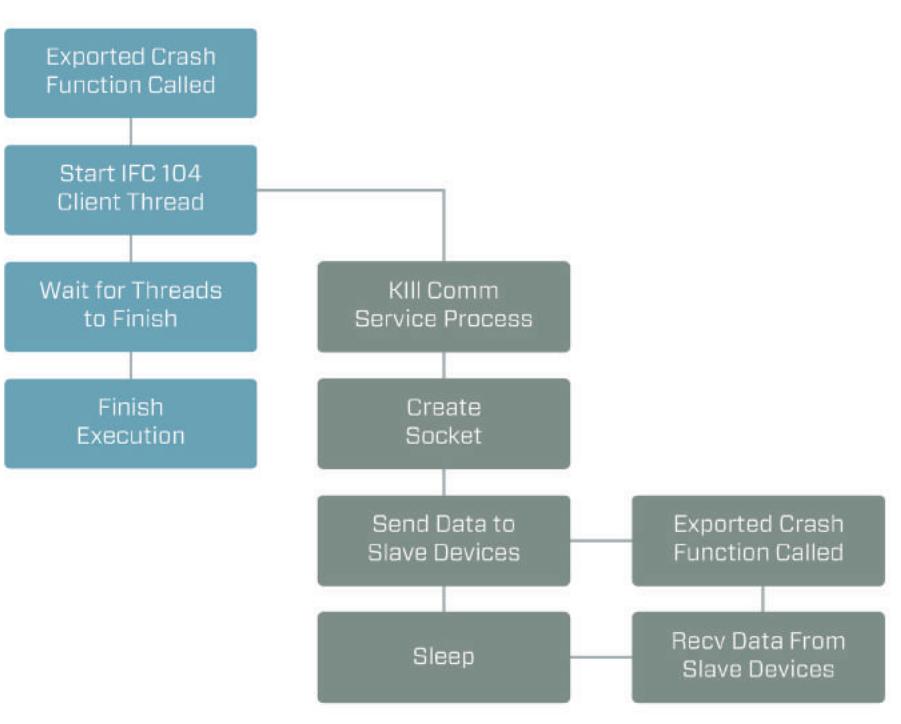 Exported Crash
Function Called
Start IFC 104
Client Thread
Wait for Threads
to Finish
Finish
Execution
KIll Comm
Service Process
Create
Socket
Send Data to
Slave Devices
Exported Crash
Function Called
Sleep
Recv Data From
Slave Devices